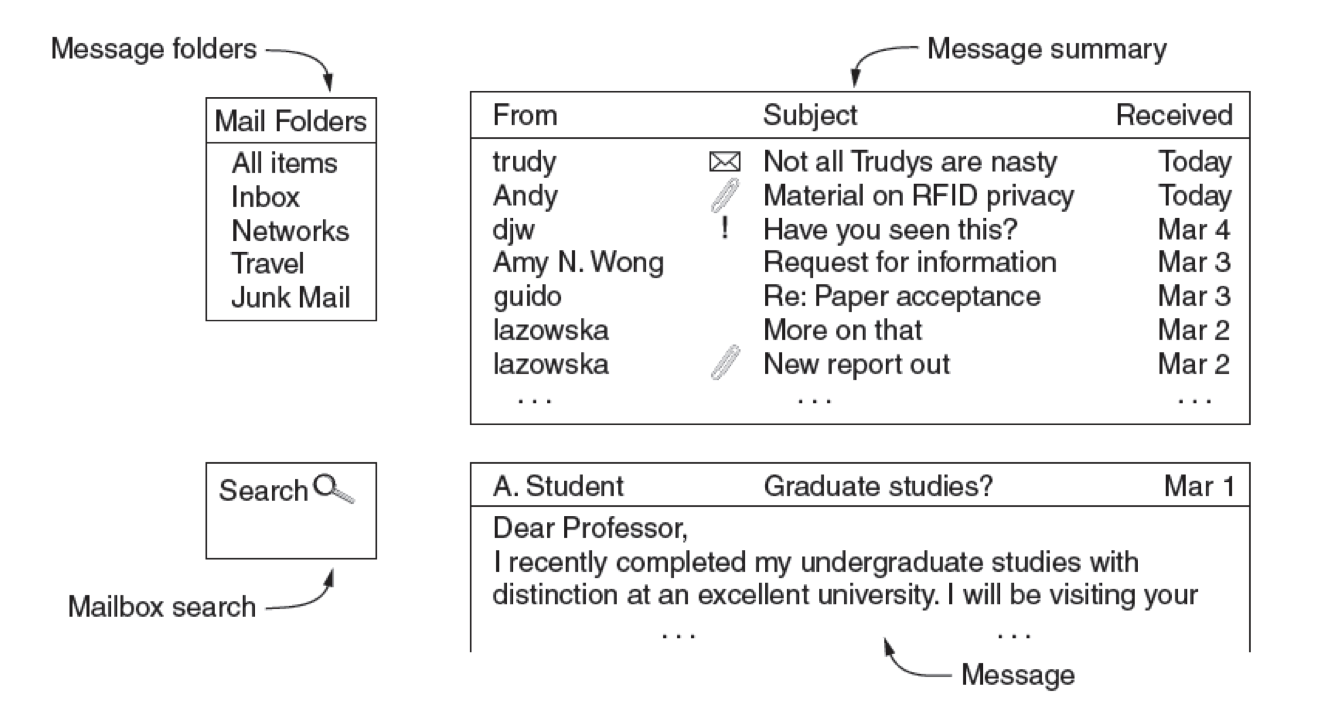 Message folders
Message summary
Mail Folders
All items
Inbox
Networks
Travel
Junk Mail
From Subject Received
trudy Not all Trudys are nasty Today
Andy Material on RFID privacy Today
djw ! Have you seen this? Mar 4
Amy N. Wong Request for information Mar 3
guido Re: Paper acceptance Mar 3
lazowska More on that Mar 2
lazowska New report out Mar 2
. . . . . . . . .
Search
Mailbox search
A. Student Graduate studies? Mar 1
Dear Professor,
I recently completed my undergraduate studies with
distinction at an excellent university. I will be visiting your
. . . . . .
Message